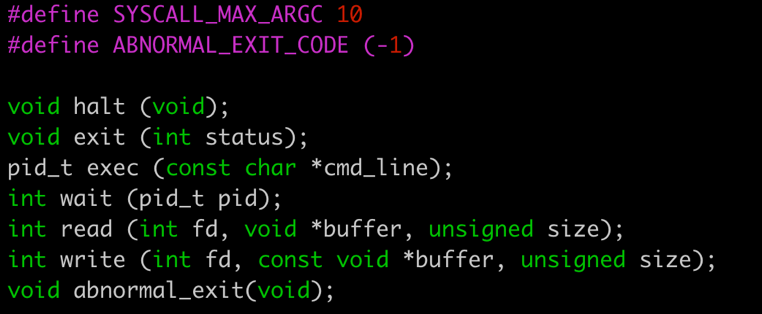 #define SYSCALL_MAX_ARGC 10
#define ABNORMAL_EXIT_CODE (-1)
void halt (void);
void exit (int status);
pid_t exec (const char *cmd_line);
int wait (pid_t pid);
int read (int fd, void *buffer, unsigned size);
int write (int fd, const void *buffer, unsigned size);
void abnormal_exit(void);